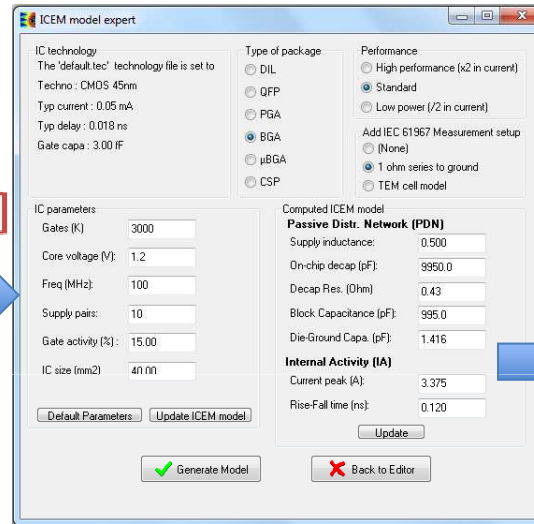 ICEM model expert
IC technology
The 'default.tec' technology file is set to
Techno : CMOS 45nm
Typ current : 0.05 mA
Typ delay : 0.018 ns
Gate capa : 3.00 fF
Type of package
DIL
QFP
PGA
BGA
µBGA
CSP
Performance
High performance (x2 in current)
Standard
Low power (/2 in current)
Add IEC 61967 Measurement setup
(None)
1 ohm series to ground
TEM cell model
IC parameters
Gates (K) 3000
Core voltage (V): 1.2
Freq (MHz): 100
Supply pairs: 10
Gate activity (%) : 15.00
IC size (mm2) 40.00
Default Parameters Update ICEM model
Computed ICEM model
Passive Distr. Network (PDN)
Supply inductance: 0.500
On-chip decap (pF): 9950.0
Decap Res. (Ohm) 0.43
Block Capacitance (pF): 995.0
Die-Ground Capa. (pF): 1.416
Internal Activity (IA)
Current peak (A): 3.375
Rise-Fall time (ns): 0.120
Update
Generate Model Back to Editor